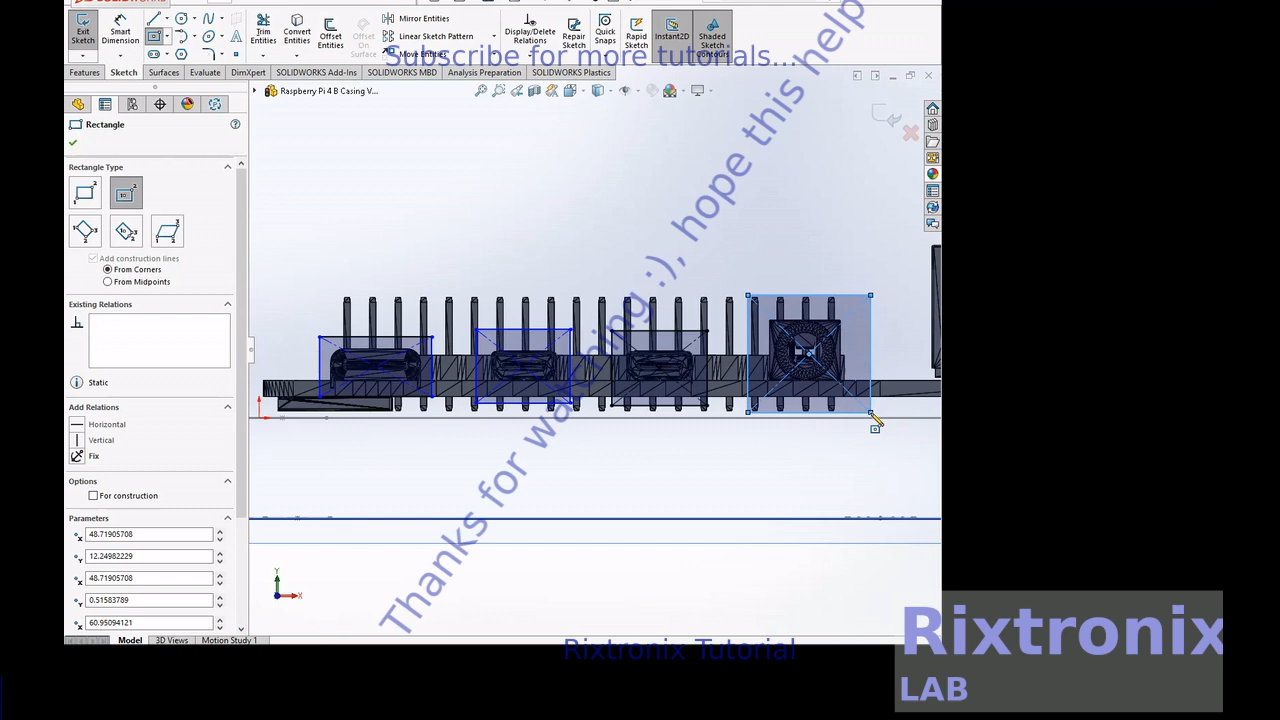 Exit Sketch
Smart Dimension
Trim Entities
Convert Entities
Offset Entities
Offset On Surface
Mirror Entities
Linear Sketch Pattern
Move Entities
Display/Delete Relations
Repair Sketch
Quick Snaps
Rapid Sketch
Instant2D
Shaded Sketch Contours
Subscribe for more tutorials...
Features
Sketch
Surfaces
Evaluate
DimXpert
SOLIDWORKS Add-Ins
SOLIDWORKS MBD
Analysis Preparation
SOLIDWORKS Plastics
Raspberry Pi 4 B Casing V...
Rectangle
Rectangle Type
Add construction lines
From Corners
From Midpoints
Existing Relations
Static
Add Relations
Horizontal
Vertical
Fix
Options
For construction
Parameters
48.71905708
12.24982229
48.71905708
0.51583789
60.95094121
Y
X
Model
3D Views
Motion Study 1
Thanks for watching :), hope this help
Rixtronix Tutorial
Rixtronix
LAB